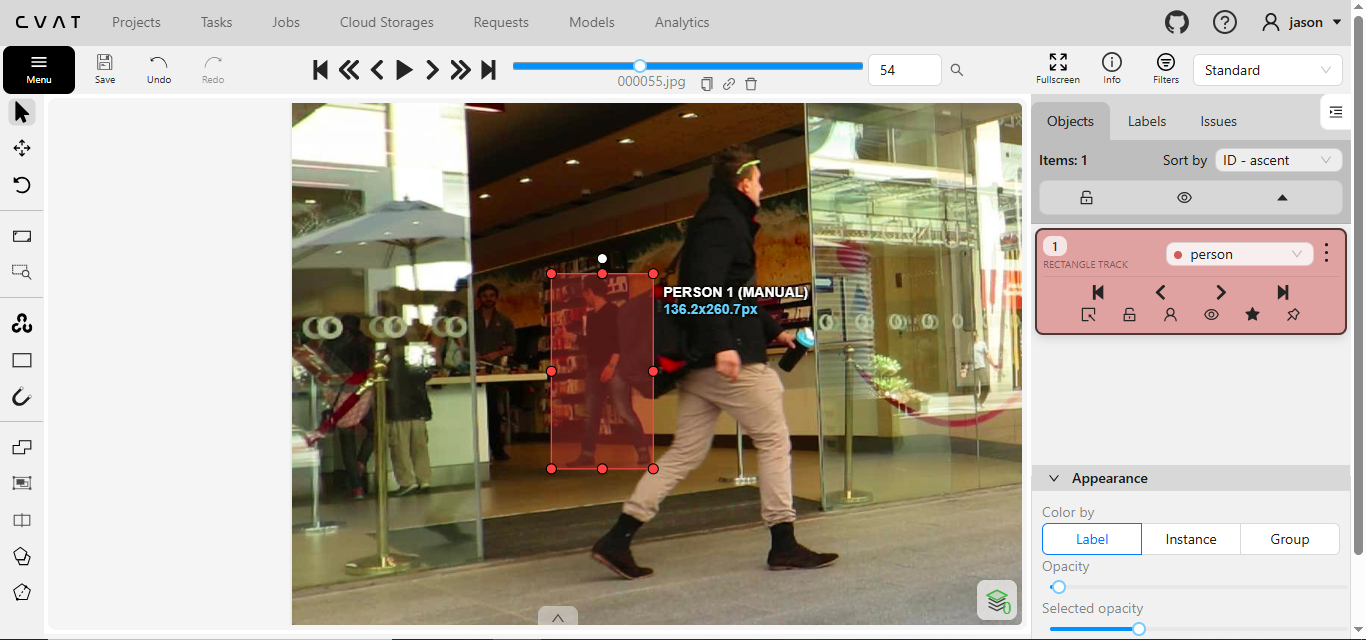 CVAT Projects Tasks Jobs Cloud Storages Requests Models Analytics jason
Menu Save Undo Redo 000055.jpg 54 Fullscreen Info Filters Standard
Objects Labels Issues
Items: 1 Sort by ID - ascent
1 person
RECTANGLE TRACK
PERSON 1 (MANUAL)
136.2x260.7px
Appearance
Color by
Label Instance Group
Opacity
Selected opacity
0